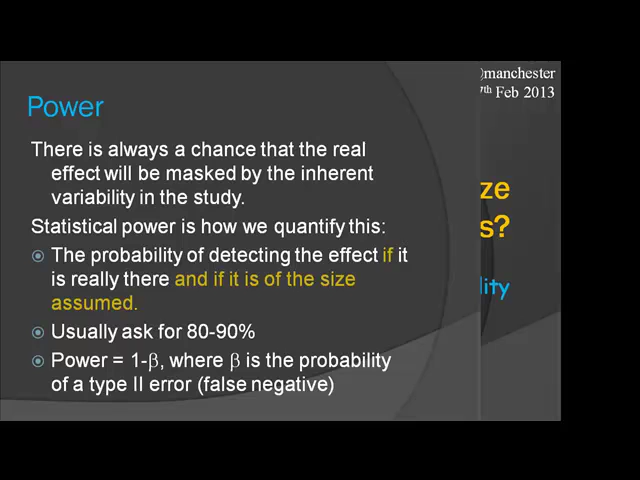 Power
There is always a chance that the real
effect will be masked by the inherent
variability in the study.
Statistical power is how we quantify this:
The probability of detecting the effect if it
is really there and if it is of the size
assumed.
Usually ask for 80-90%
Power = 1-β, where β is the probability
of a type II error (false negative)
manchester
7th Feb 2013
ze
s?
lity